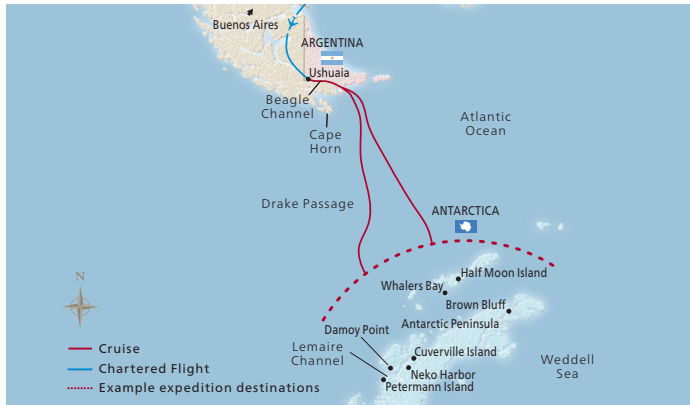 Buenos Aires
ARGENTINA
Ushuaia
Beagle
Channel
Cape
Horn
Atlantic
Ocean
Drake Passage
ANTARCTICA
Half Moon Island
Whalers Bay
Brown Bluff
Antarctic Peninsula
Damoy Point
Lemaire
Channel
Cuverville Island
Neko Harbor
Petermann Island
Weddell
Sea
N
Cruise
Chartered Flight
Example expedition destinations